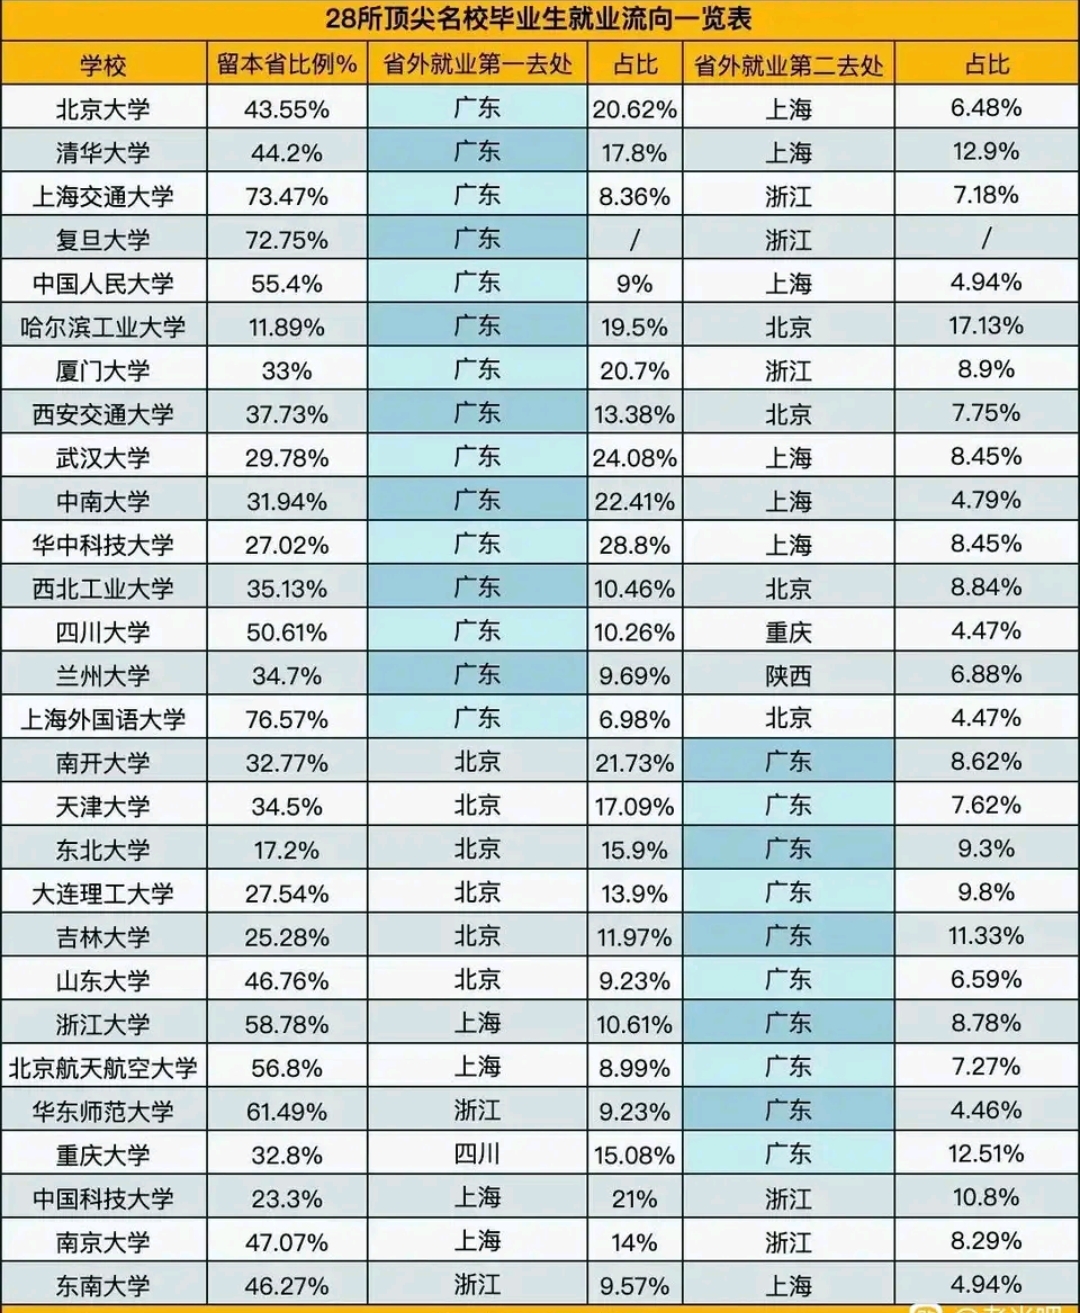 28所顶尖名校毕业生就业流向一览表
学校 留本省比例% 省外就业第一去处 占比 省外就业第二去处 占比
北京大学 43.55% 广东 20.62% 上海 6.48%
清华大学 44.2% 广东 17.8% 上海 12.9%
上海交通大学 73.47% 广东 8.36% 浙江 7.18%
复旦大学 72.75% 广东 / 浙江 /
中国人民大学 55.4% 广东 9% 上海 4.94%
哈尔滨工业大学 11.89% 广东 19.5% 北京 17.13%
厦门大学 33% 广东 20.7% 浙江 8.9%
西安交通大学 37.73% 广东 13.38% 北京 7.75%
武汉大学 29.78% 广东 24.08% 上海 8.45%
中南大学 31.94% 广东 22.41% 上海 4.79%
华中科技大学 27.02% 广东 28.8% 上海 8.45%
西北工业大学 35.13% 广东 10.46% 北京 8.84%
四川大学 50.61% 广东 10.26% 重庆 4.47%
兰州大学 34.7% 广东 9.69% 陕西 6.88%
上海外国语大学 76.57% 广东 6.98% 北京 4.47%
南开大学 32.77% 北京 21.73% 广东 8.62%
天津大学 34.5% 北京 17.09% 广东 7.62%
东北大学 17.2% 北京 15.9% 广东 9.3%
大连理工大学 27.54% 北京 13.9% 广东 9.8%
吉林大学 25.28% 北京 11.97% 广东 11.33%
山东大学 46.76% 北京 9.23% 广东 6.59%
浙江大学 58.78% 上海 10.61% 广东 8.78%
北京航天航空大学 56.8% 上海 8.99% 广东 7.27%
华东师范大学 61.49% 浙江 9.23% 广东 4.46%
重庆大学 32.8% 四川 15.08% 广东 12.51%
中国科技大学 23.3% 上海 21% 浙江 10.8%
南京大学 47.07% 上海 14% 浙江 8.29%
东南大学 46.27% 浙江 9.57% 上海 4.94%